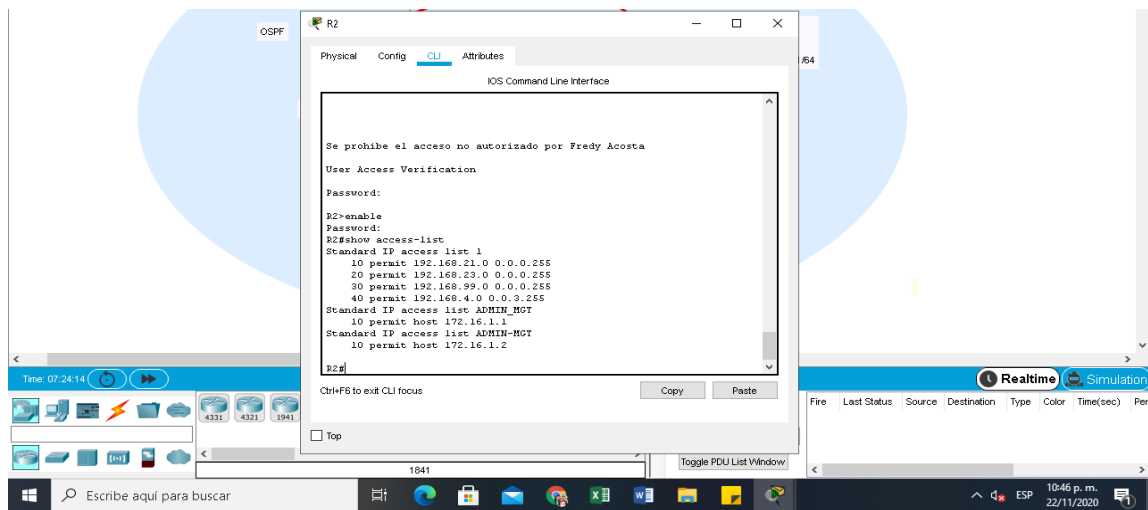 OSPF
R2
Physical Config CLI Attributes
/64
IOS Command Line Interface
Se prohibe el acceso no autorizado por Fredy Acosta
User Access Verification
Password:
R2>enable
Password:
R2#show access-list
Standard IP access list 1
10 permit 192.168.21.0 0.0.0.255
20 permit 192.168.23.0 0.0.0.255
30 permit 192.168.99.0 0.0.0.255
40 permit 192.168.4.0 0.0.3.255
Standard IP access list ADMIN_MGT
10 permit host 172.16.1.1
Standard IP access list ADMIN-MGT
10 permit host 172.16.1.2
R2#
Ctrl+F6 to exit CLI focus
Copy Paste
Top
Time: 07:24:14
Realtime Simulation
4331 4321 1941
Fire Last Status Source Destination Type Color Time(sec) Per
1841
Toggle PDU List Window
Escribe aquí para buscar
ESP
10:46 p. m.
22/11/2020
1